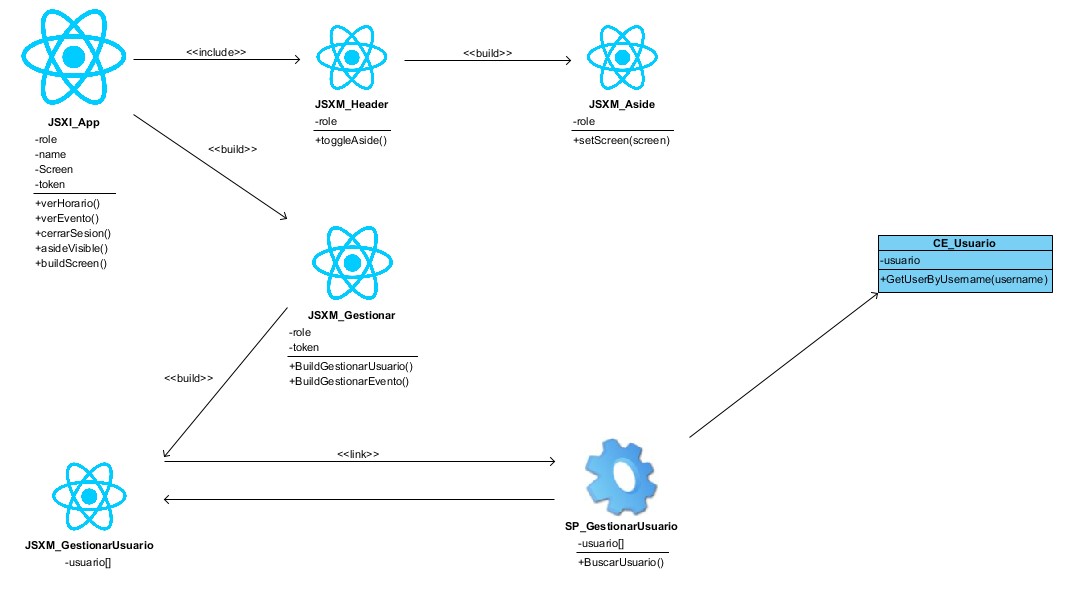 <<include>>
<<build>>
JSXI_App
-role
-name
-Screen
-token
+verHorario()
+verEvento()
+cerrarSesion()
+asideVisible()
+buildScreen()
JSXM_Header
-role
+toggleAside()
JSXM_Aside
-role
+setScreen(screen)
<<build>>
CE_Usuario
-usuario
+GetUserByUsername(username)
JSXM_Gestionar
-role
-token
+BuildGestionarUsuario()
+BuildGestionarEvento()
<<build>>
<<link>>
JSXM_GestionarUsuario
-usuario[]
SP_GestionarUsuario
-usuario[]
+BuscarUsuario()